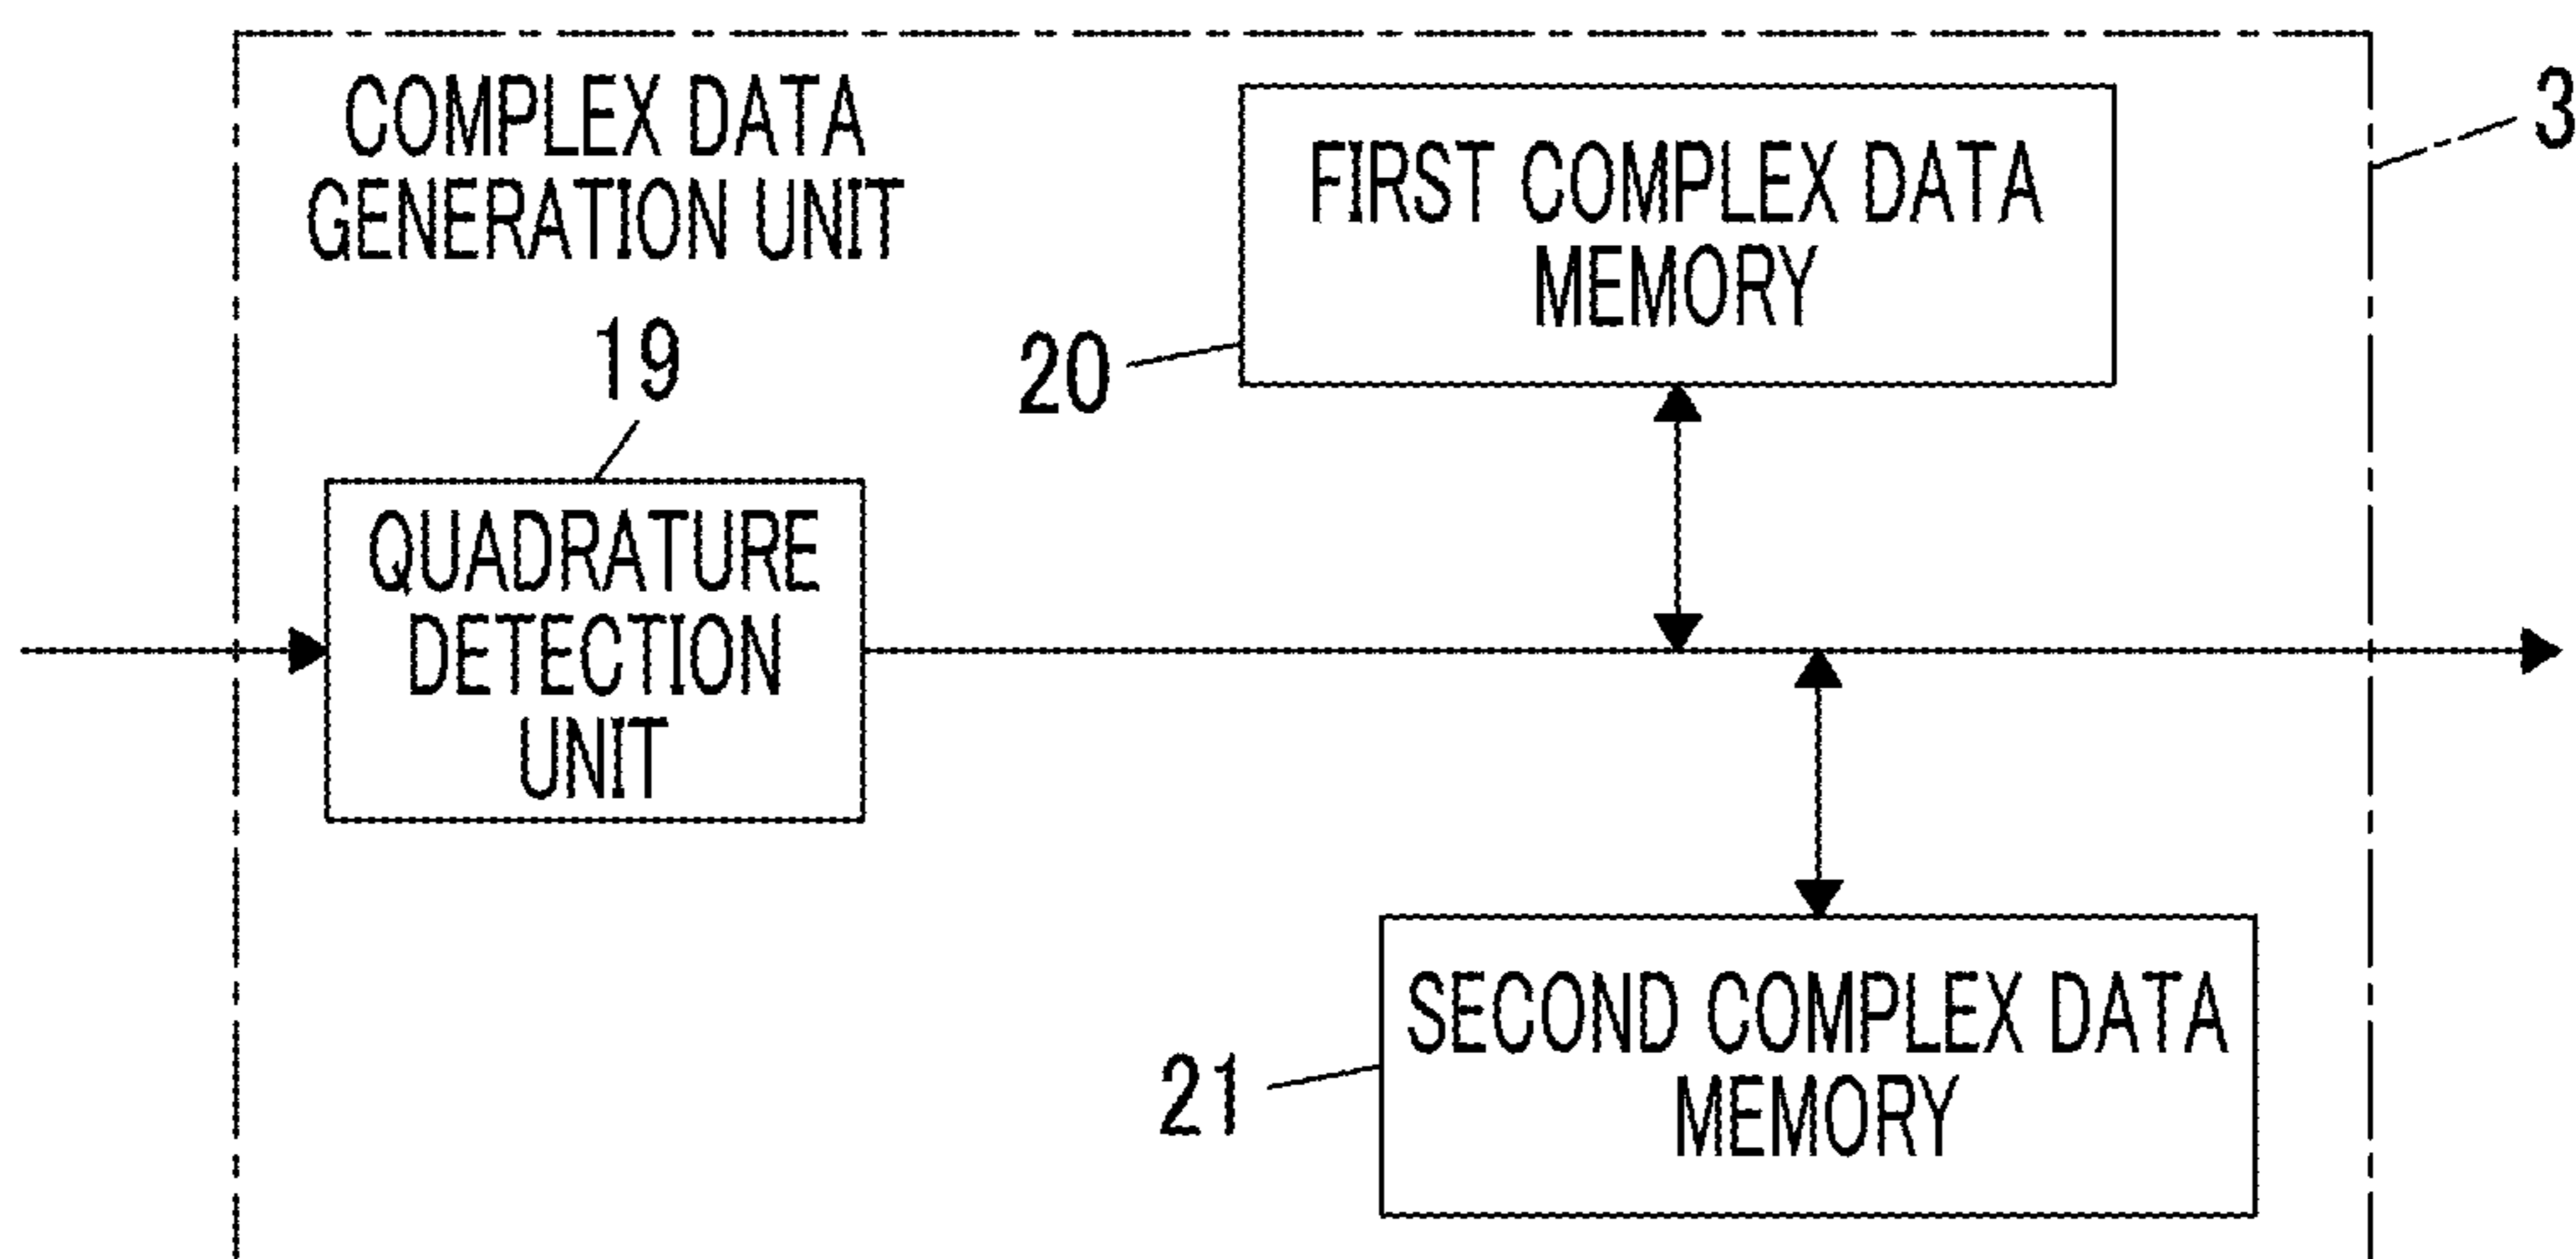 COMPLEX DATA
GENERATION UNIT
3
FIRST COMPLEX DATA
MEMORY
20
19
QUADRATURE
DETECTION
UNIT
SECOND COMPLEX DATA
MEMORY
21